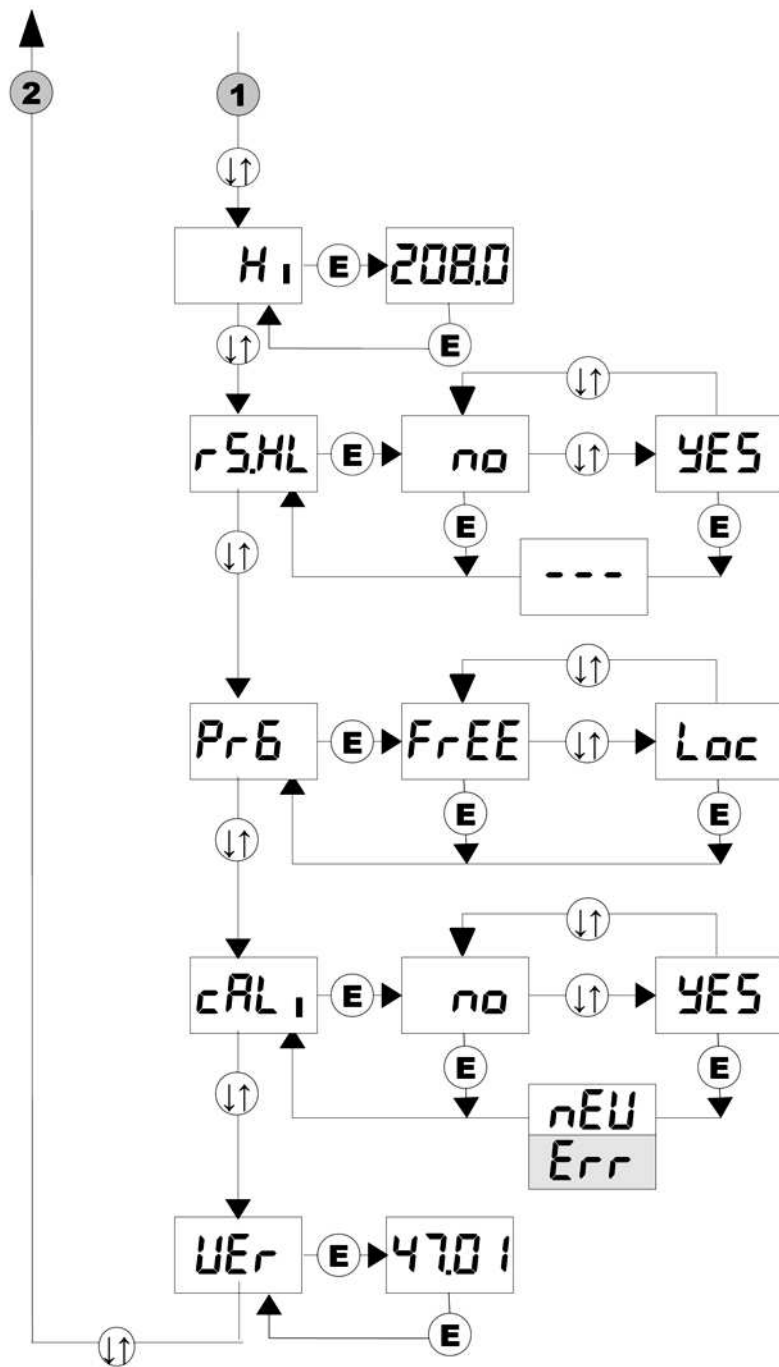 2 1
↓↑
HI E 208.0
↓↑ E
↓↑
rS.HL E no ↓↑ YES
E E
↓↑
---
↓↑
PrG E FrEE ↓↑ Loc
E E
↓↑
↓↑
cALI E no ↓↑ YES
E E
↓↑ nEU
Err
UEr E 47.01
↓↑ E